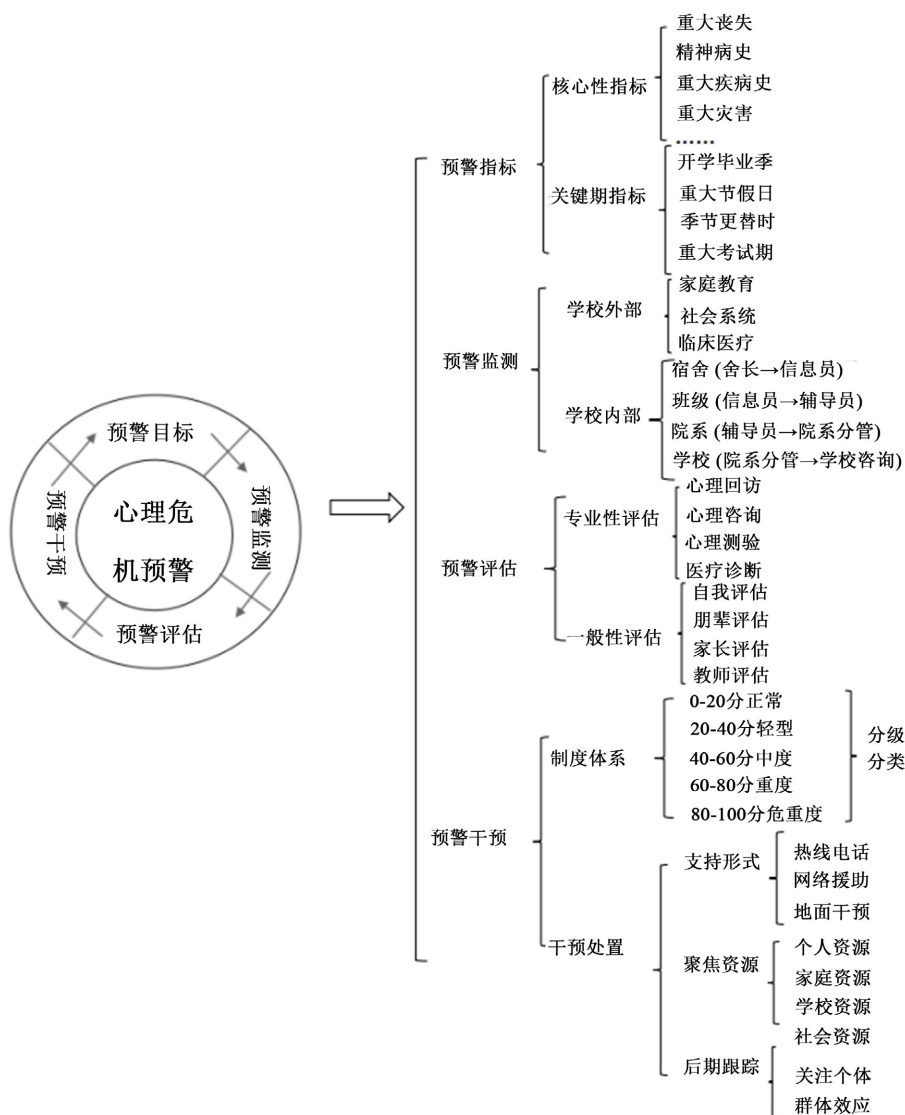 预警目标
预警监测
预警评估
预警干预
心理危
机预警
预警指标
核心性指标
重大丧失
精神病史
重大疾病史
重大灾害
……
关键期指标
开学毕业季
重大节假日
季节更替时
重大考试期
预警监测
学校外部
家庭教育
社会系统
临床医疗
学校内部
宿舍 (舍长→信息员)
班级 (信息员→辅导员)
院系 (辅导员→院系分管)
学校 (院系分管→学校咨询)
预警评估
专业性评估
心理回访
心理咨询
心理测验
医疗诊断
一般性评估
自我评估
朋辈评估
家长评估
教师评估
预警干预
制度体系
0-20分正常
20-40分轻型
40-60分中度
60-80分重度
80-100分危重度
分级
分类
干预处置
支持形式
热线电话
网络援助
地面干预
聚焦资源
个人资源
家庭资源
学校资源
社会资源
后期跟踪
关注个体
群体效应